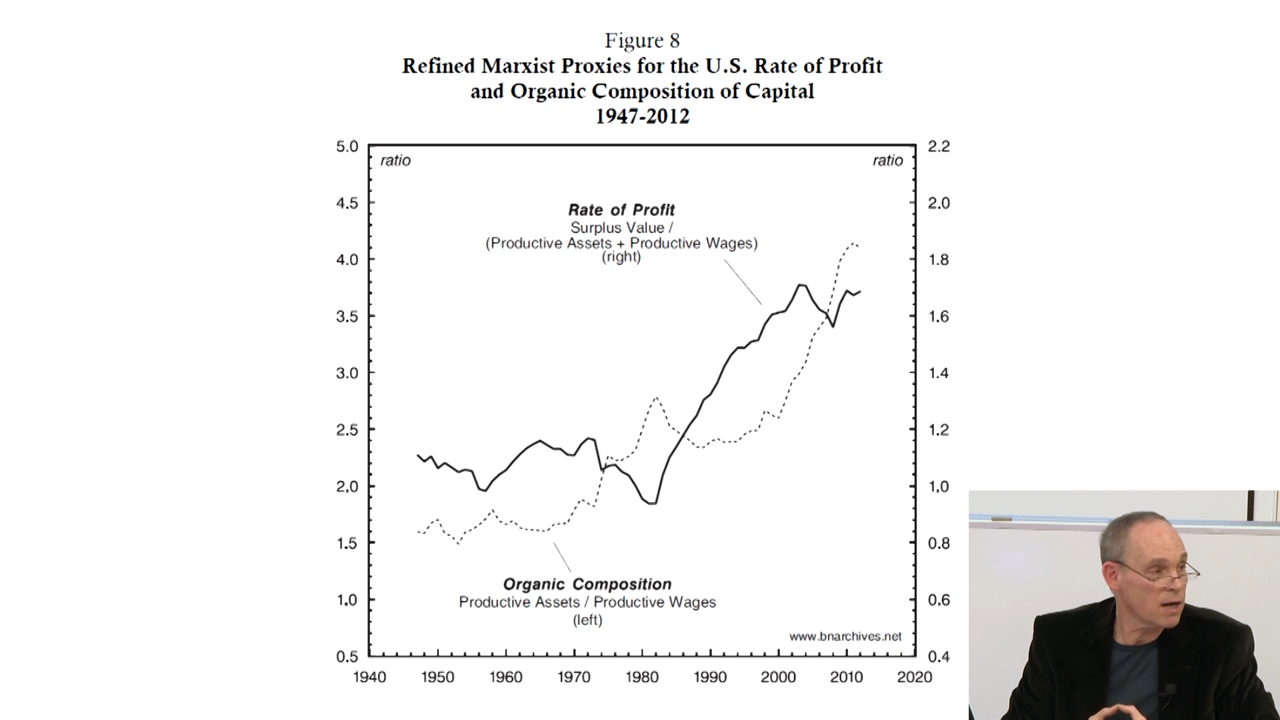 Figure 8
Refined Marxist Proxies for the U.S. Rate of Profit
and Organic Composition of Capital
1947-2012
5.0
2.2
ratio
ratio
4.5
2.0
Rate of Profit
Surplus Value /
(Productive Assets + Productive Wages)
(right)
4.0
1.8
3.5
1.6
3.0
1.4
2.5
1.2
2.0
1.0
1.5
0.8
Organic Composition
Productive Assets / Productive Wages
(left)
1.0
0.6
www.bnarchives.net
0.5
0.4
1940 1950 1960 1970 1980 1990 2000 2010 2020